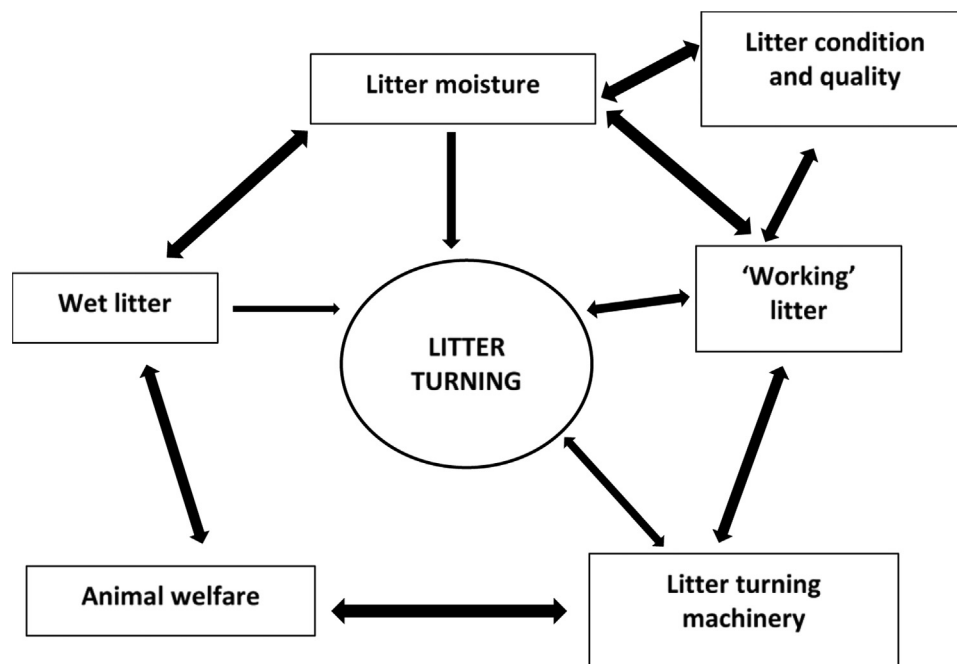 Litter condition
and quality
Litter moisture
Wet litter
‘Working’
litter
LITTER
TURNING
Animal welfare
Litter turning
machinery